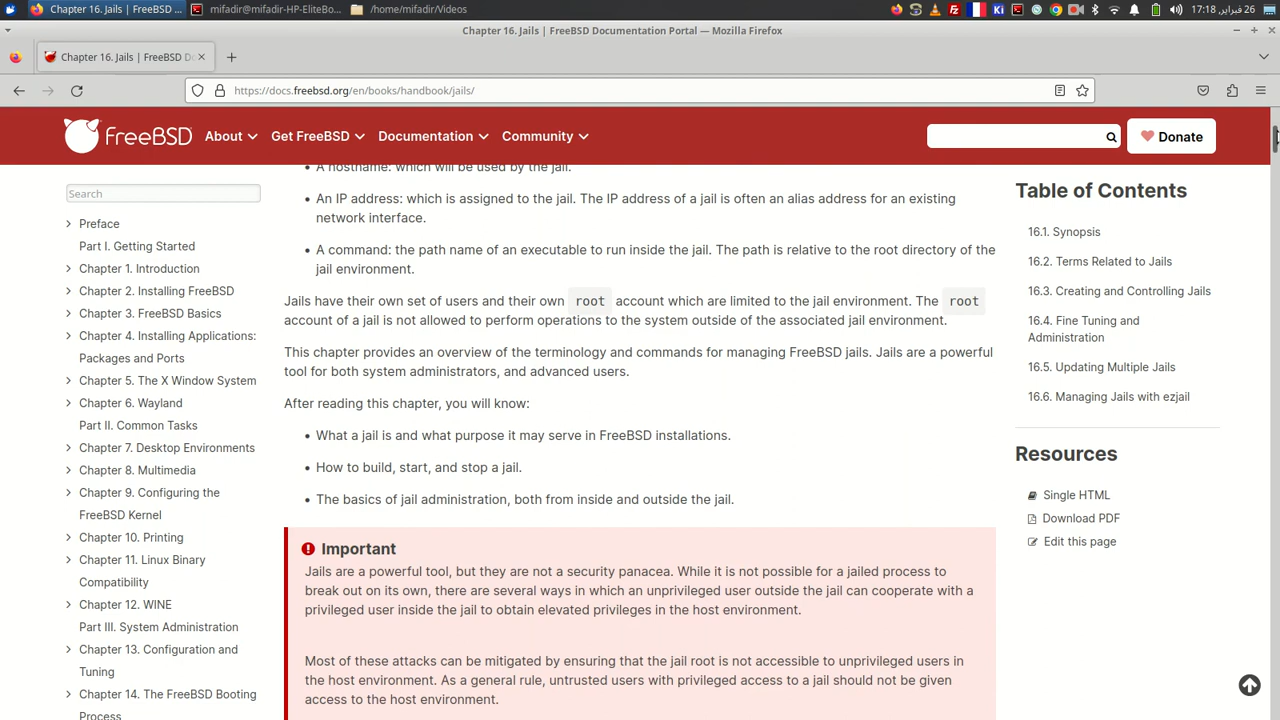 Chapter 16. Jails | FreeBSD Documen...
mifadir@mifadir-HP-EliteBo...
/home/mifadir/Videos
17:18 ,26 فبراير
Chapter 16. Jails | FreeBSD Documentation Portal — Mozilla Firefox
Chapter 16. Jails | FreeBSD Do
https://docs.freebsd.org/en/books/handbook/jails/
FreeBSD
About
Get FreeBSD
Documentation
Community
Donate
Search
Preface
Part I. Getting Started
Chapter 1. Introduction
Chapter 2. Installing FreeBSD
Chapter 3. FreeBSD Basics
Chapter 4. Installing Applications:
Packages and Ports
Chapter 5. The X Window System
Chapter 6. Wayland
Part II. Common Tasks
Chapter 7. Desktop Environments
Chapter 8. Multimedia
Chapter 9. Configuring the
FreeBSD Kernel
Chapter 10. Printing
Chapter 11. Linux Binary
Compatibility
Chapter 12. WINE
Part III. System Administration
Chapter 13. Configuration and
Tuning
Chapter 14. The FreeBSD Booting
Process
A hostname: which will be used by the jail.
An IP address: which is assigned to the jail. The IP address of a jail is often an alias address for an existing
network interface.
A command: the path name of an executable to run inside the jail. The path is relative to the root directory of the
jail environment.
Jails have their own set of users and their own root account which are limited to the jail environment. The root
account of a jail is not allowed to perform operations to the system outside of the associated jail environment.
This chapter provides an overview of the terminology and commands for managing FreeBSD jails. Jails are a powerful
tool for both system administrators, and advanced users.
After reading this chapter, you will know:
What a jail is and what purpose it may serve in FreeBSD installations.
How to build, start, and stop a jail.
The basics of jail administration, both from inside and outside the jail.
Important
Jails are a powerful tool, but they are not a security panacea. While it is not possible for a jailed process to
break out on its own, there are several ways in which an unprivileged user outside the jail can cooperate with a
privileged user inside the jail to obtain elevated privileges in the host environment.
Most of these attacks can be mitigated by ensuring that the jail root is not accessible to unprivileged users in
the host environment. As a general rule, untrusted users with privileged access to a jail should not be given
access to the host environment.
Table of Contents
16.1. Synopsis
16.2. Terms Related to Jails
16.3. Creating and Controlling Jails
16.4. Fine Tuning and
Administration
16.5. Updating Multiple Jails
16.6. Managing Jails with ezjail
Resources
Single HTML
Download PDF
Edit this page